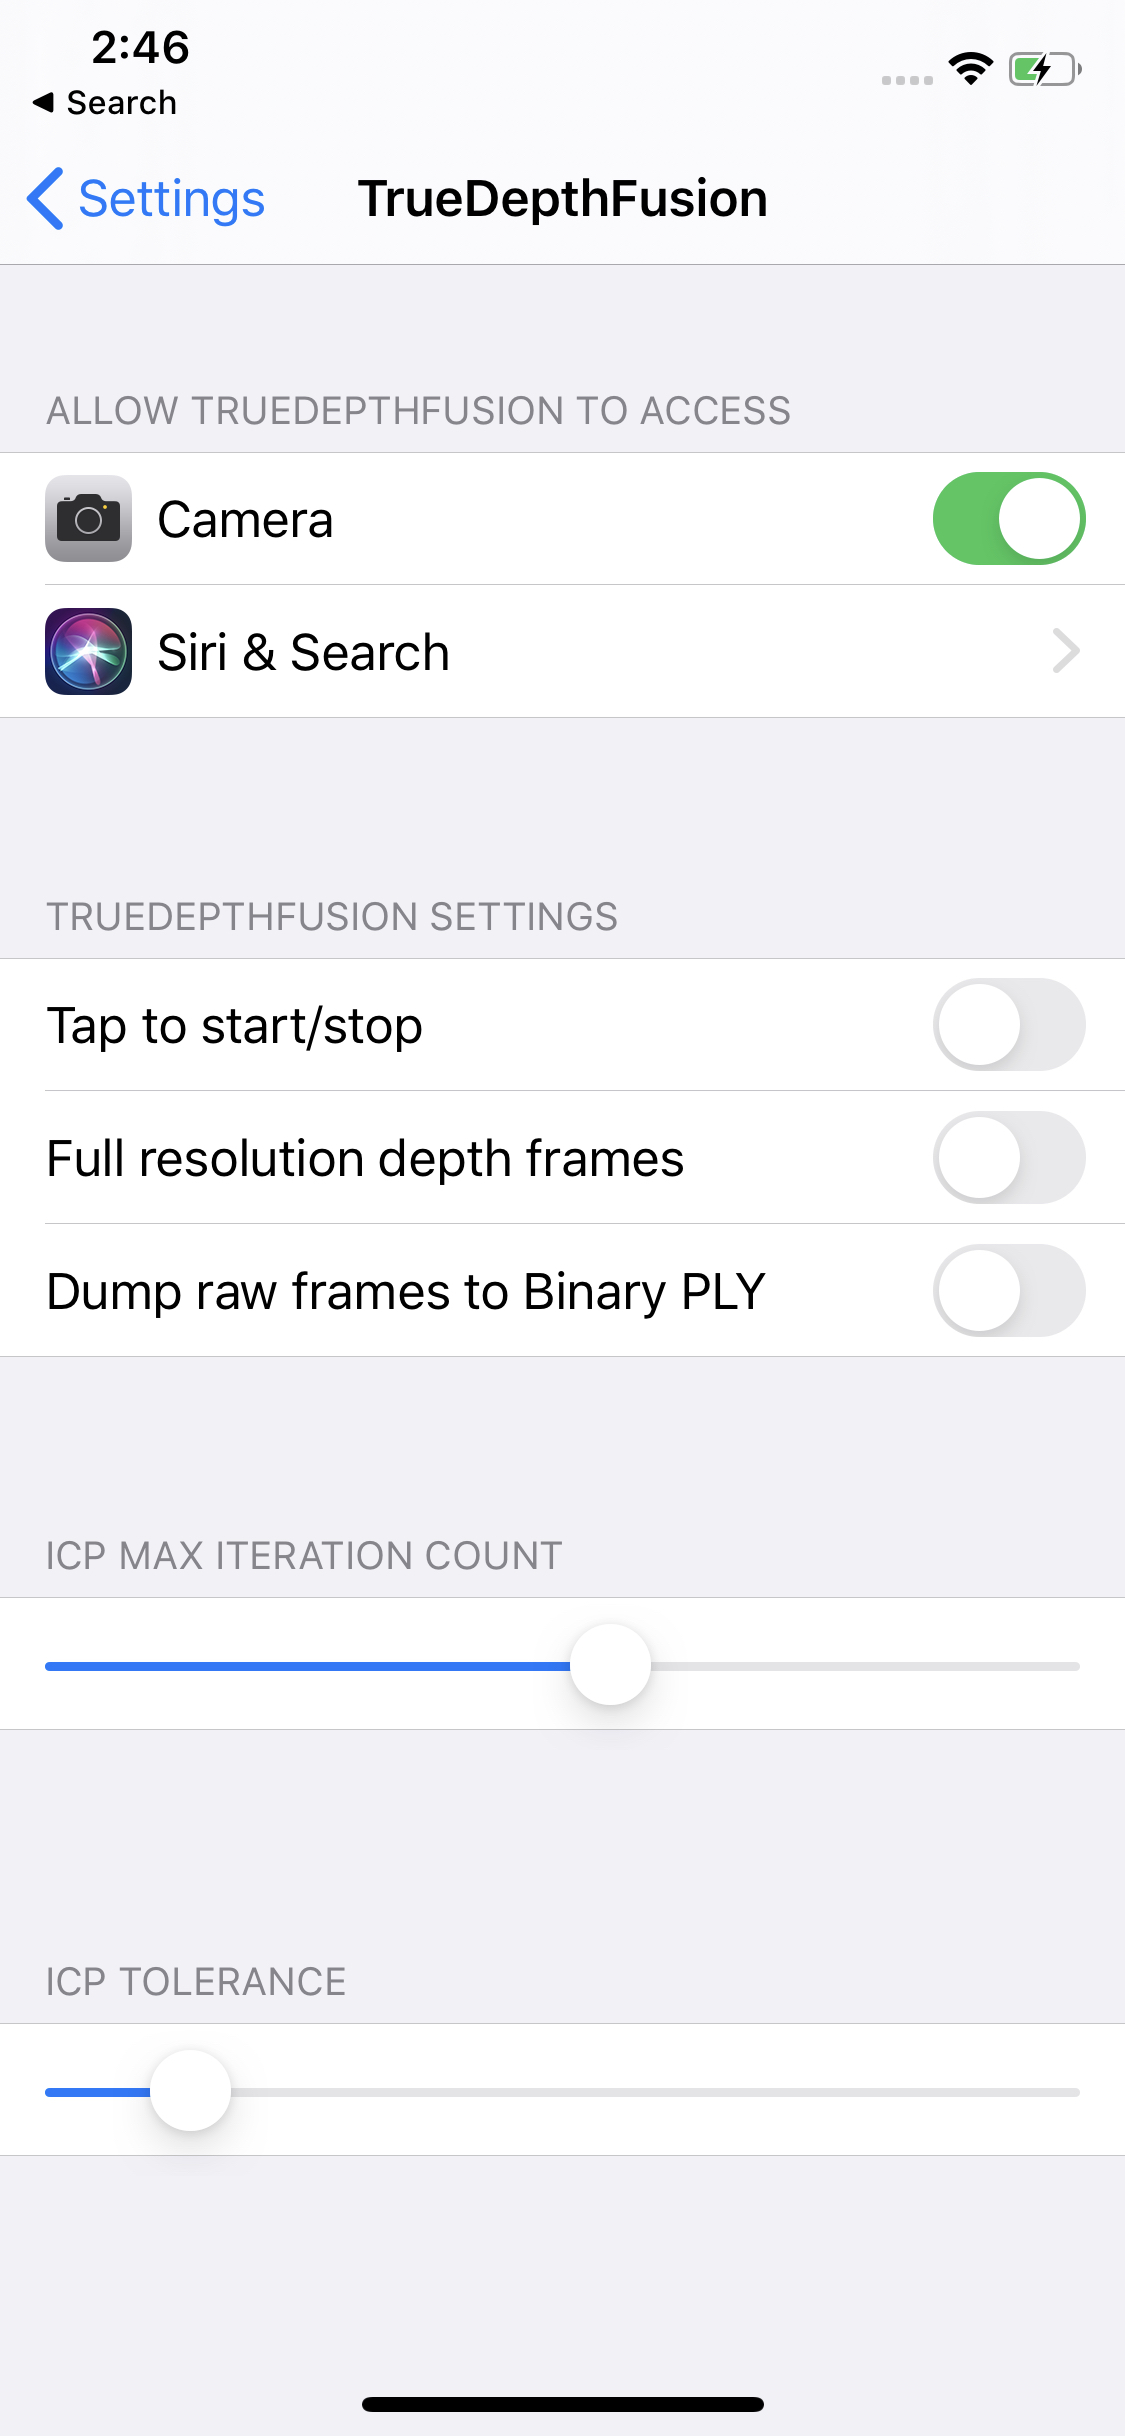 2:46
Search
Settings
TrueDepthFusion
ALLOW TRUEDEPTHFUSION TO ACCESS
Camera
Siri & Search
TRUEDEPTHFUSION SETTINGS
Tap to start/stop
Full resolution depth frames
Dump raw frames to Binary PLY
ICP MAX ITERATION COUNT
ICP TOLERANCE